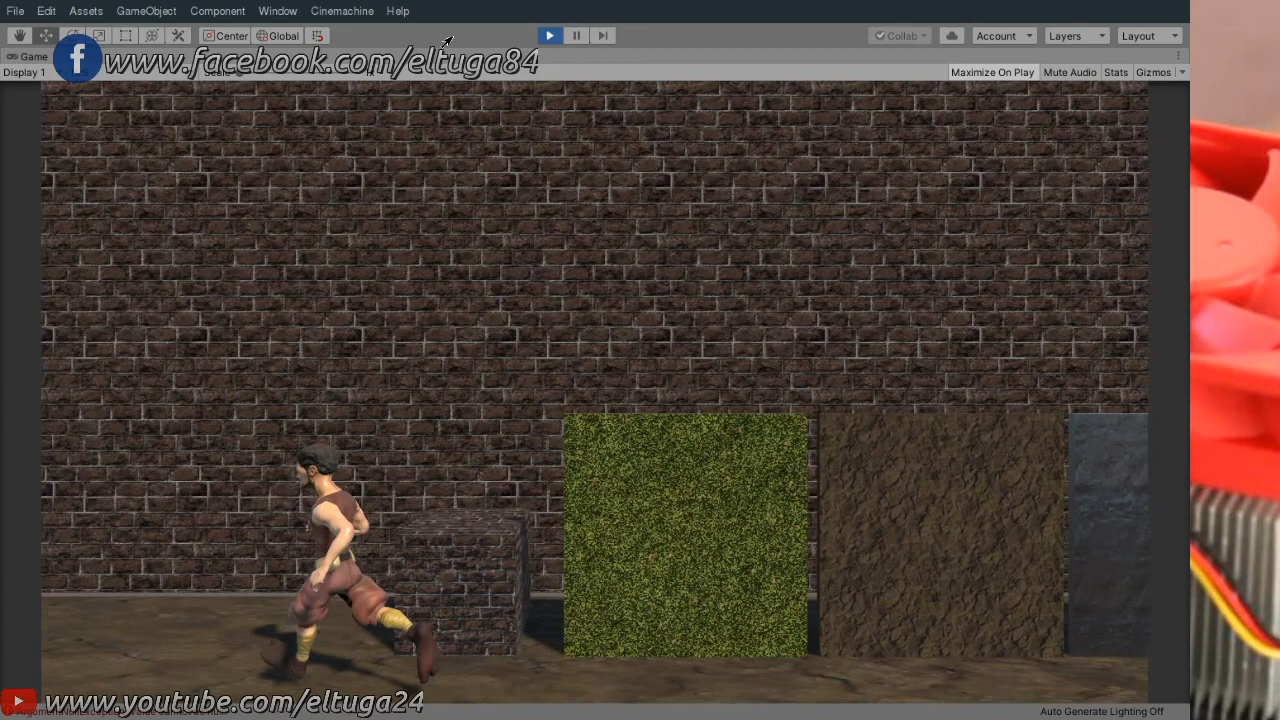 File Edit Assets GameObject Component Window Cinemachine Help
Center Global Collab Account Layers Layout
Game
www.facebook.com/eltuga84
Display 1 Maximize On Play Mute Audio Stats Gizmos
www.youtube.com/eltuga24
Auto Generate Lighting Off